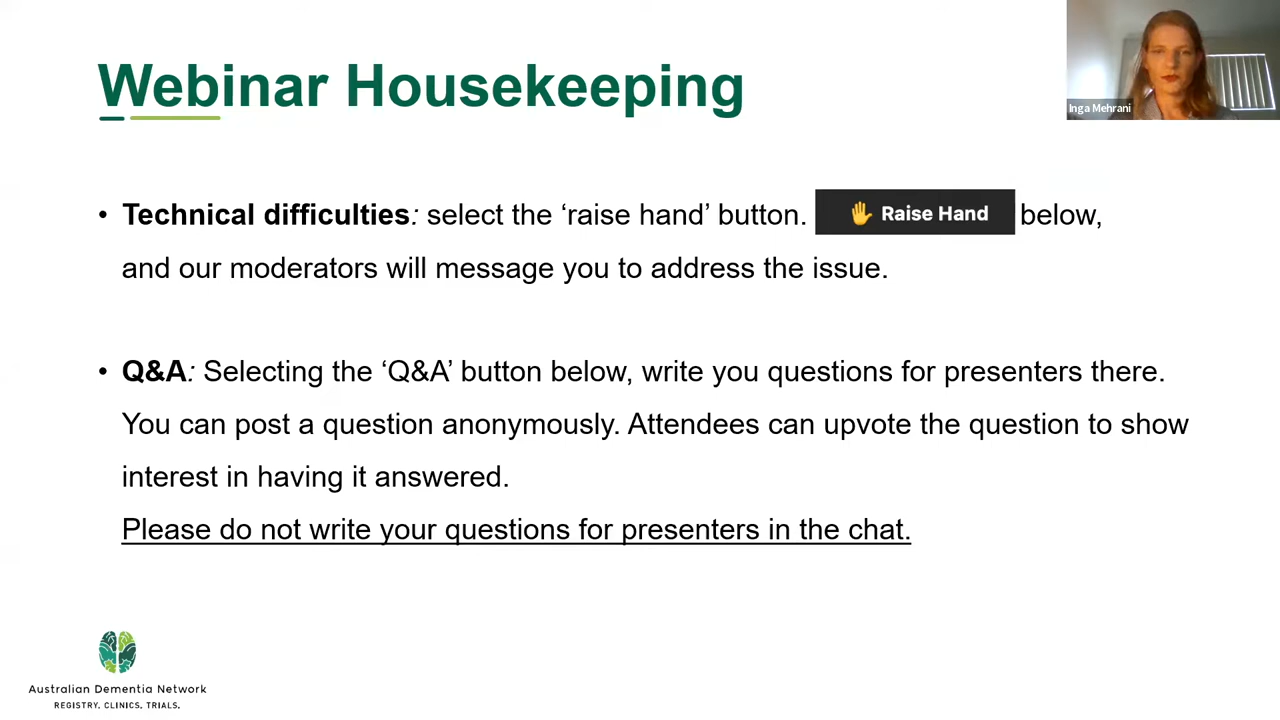 Webinar Housekeeping
Inga Mehrani
• Technical difficulties: select the ‘raise hand’ button. Raise Hand below,
and our moderators will message you to address the issue.
• Q&A: Selecting the ‘Q&A’ button below, write you questions for presenters there.
You can post a question anonymously. Attendees can upvote the question to show
interest in having it answered.
Please do not write your questions for presenters in the chat.
Australian Dementia Network
REGISTRY. CLINICS. TRIALS.